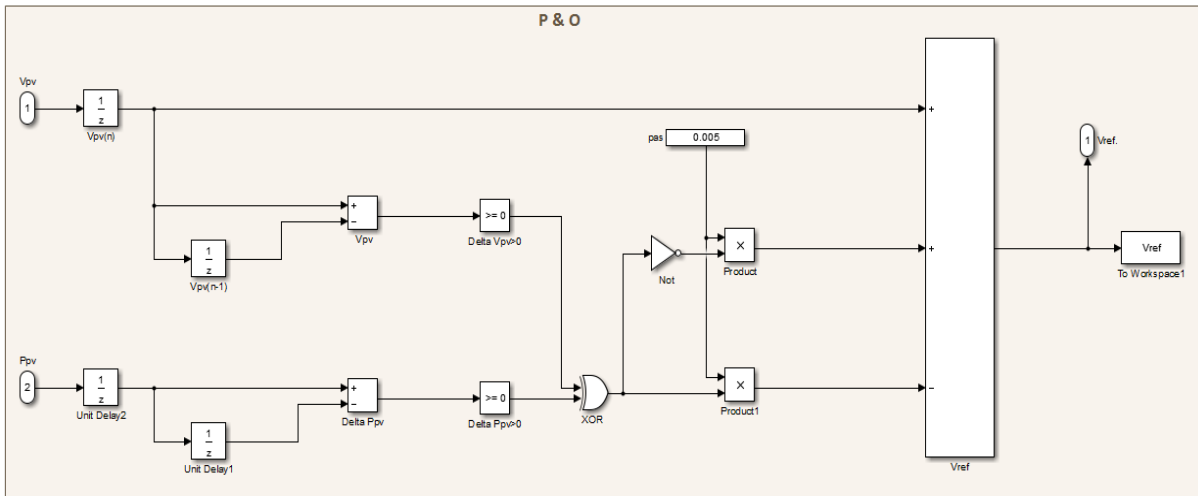 P & O
Vpv
1
1
z
Vpv(n)
pas
0.005
1
Vref.
+
+
−
Vpv
>= 0
Delta Vpv>0
1
z
Vpv(n-1)
Not
×
Product
+
Vref
To Workspace1
Ppv
2
1
z
Unit Delay2
+
−
Delta Ppv
>= 0
Delta Ppv>0
XOR
×
Product1
−
1
z
Unit Delay1
Vref